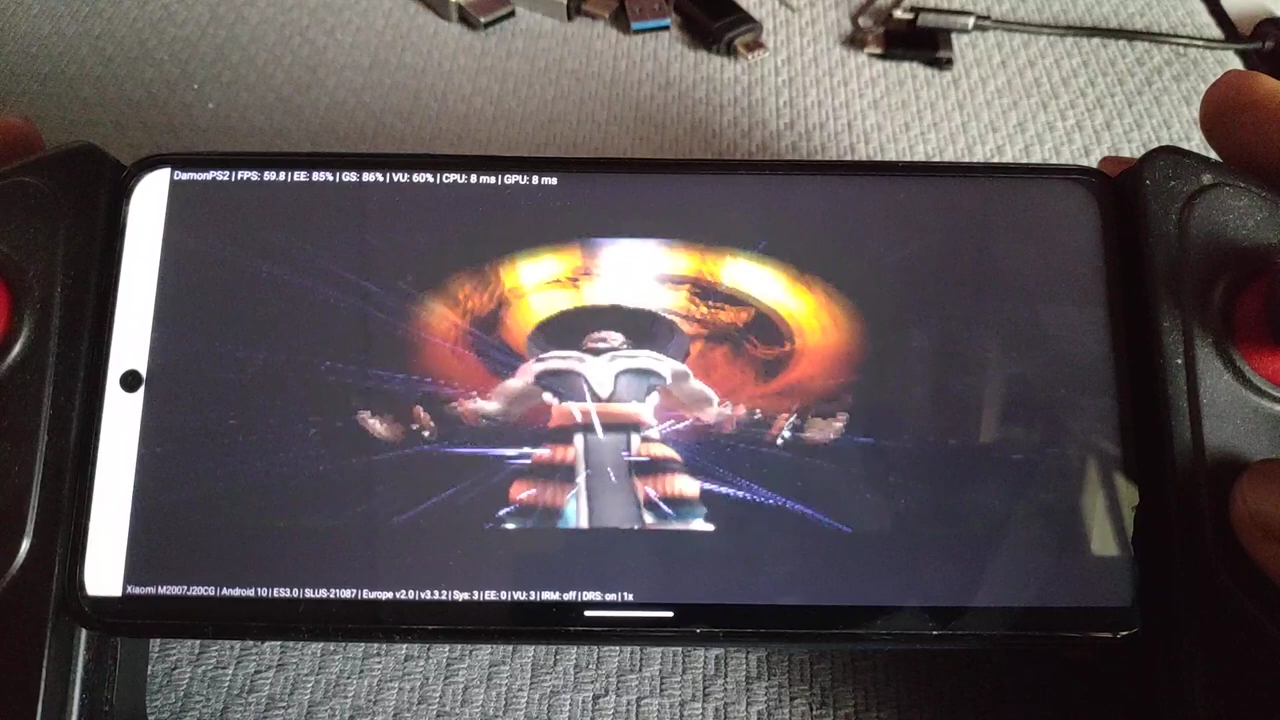 DamonPS2 | FPS: 59.8 | EE: 85% | GS: 86% | VU: 60% | CPU: 8 ms | GPU: 8 ms
Xiaomi M2007J20CG | Android 10 | ES3.0 | SLUS-21087 | Europe v2.0 | v3.3.2 | Sys: 3 | EE: 0 | VU: 3 | IRM: off | DRS: on | 1x